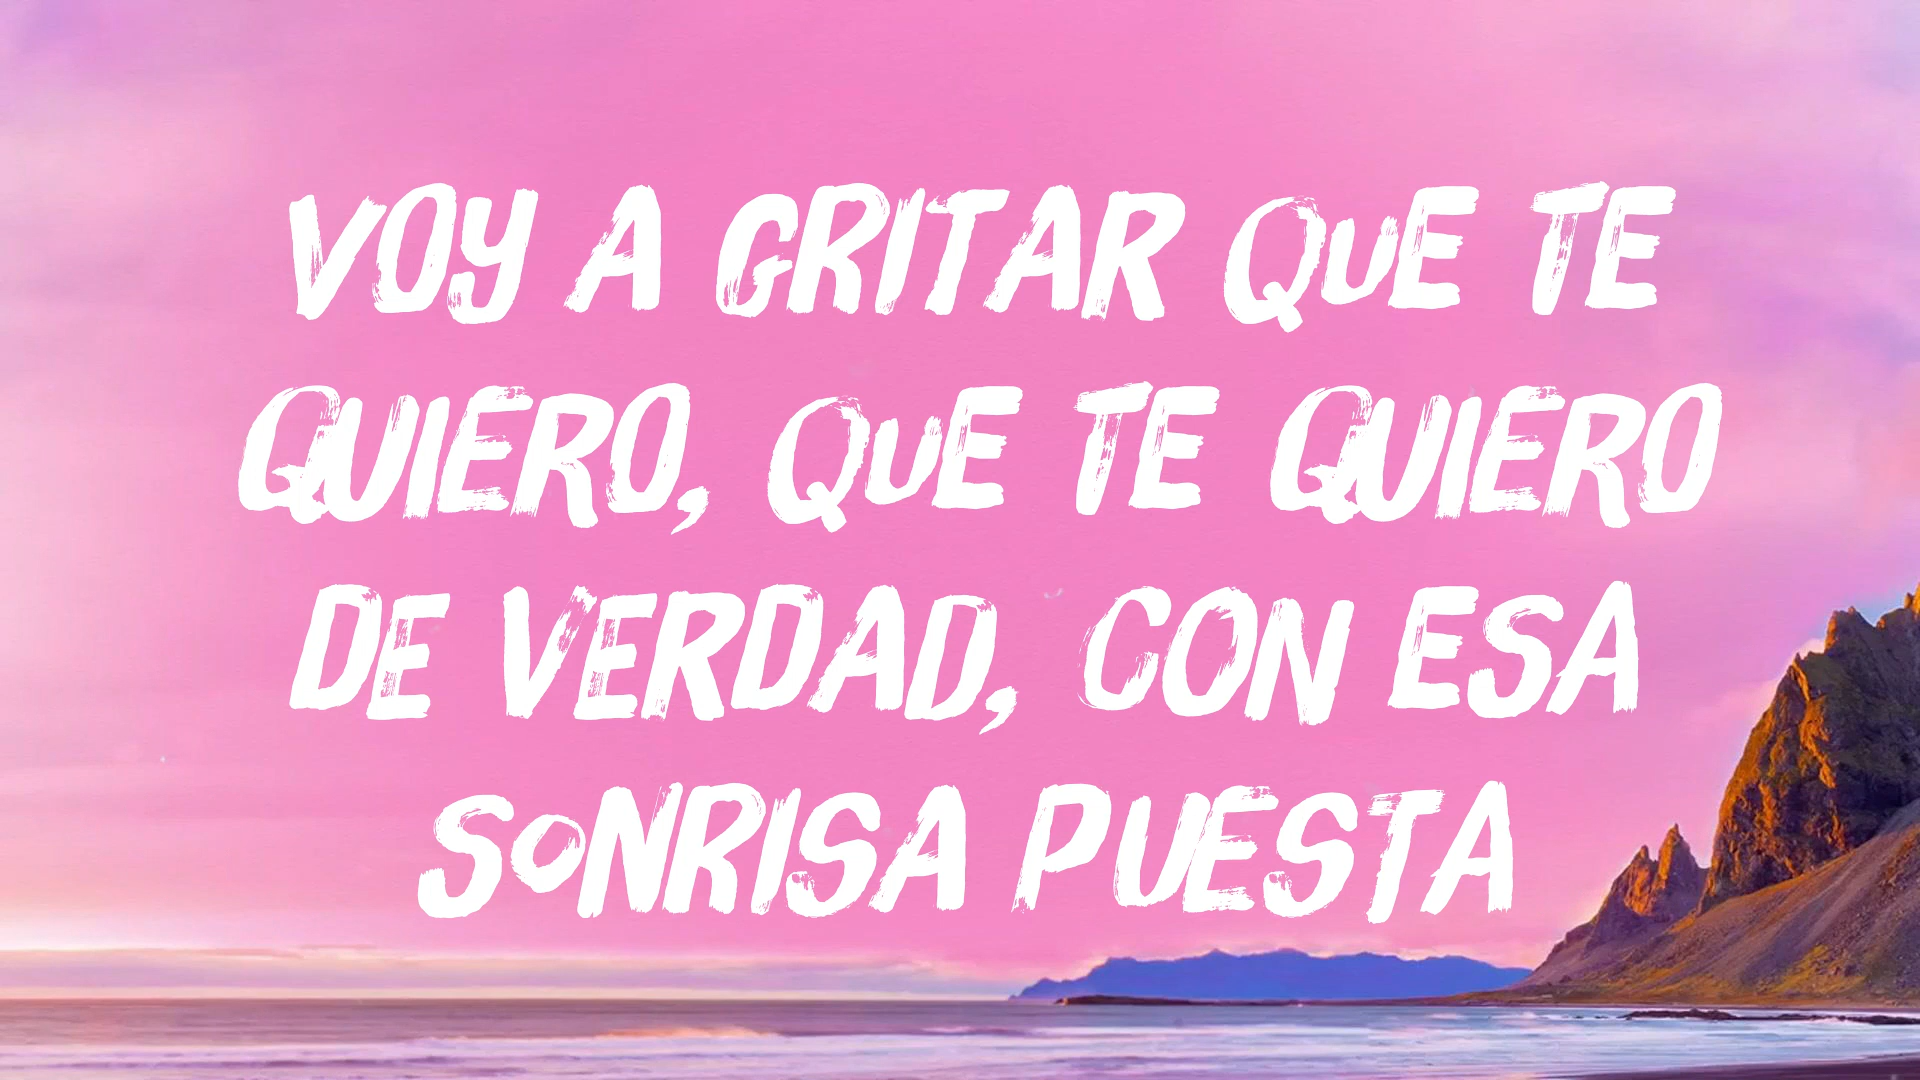 VOY A GRITAR QUE TE
QUIERO, QUE TE QUIERO
DE VERDAD, CON ESA
SONRISA PUESTA